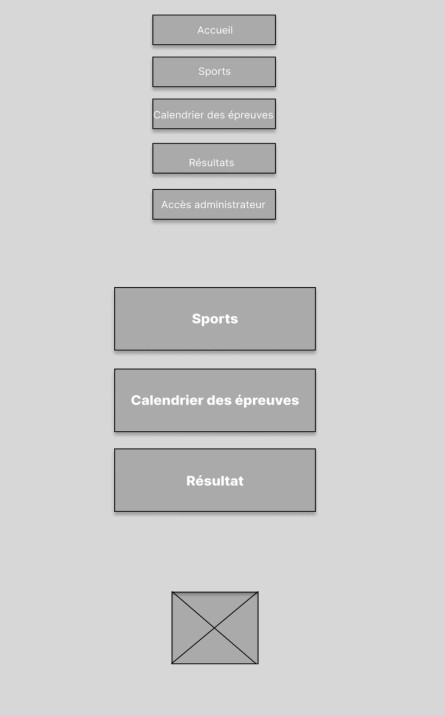 Accueil
Sports
Calendrier des épreuves
Résultats
Accès administrateur
Sports
Calendrier des épreuves
Résultat